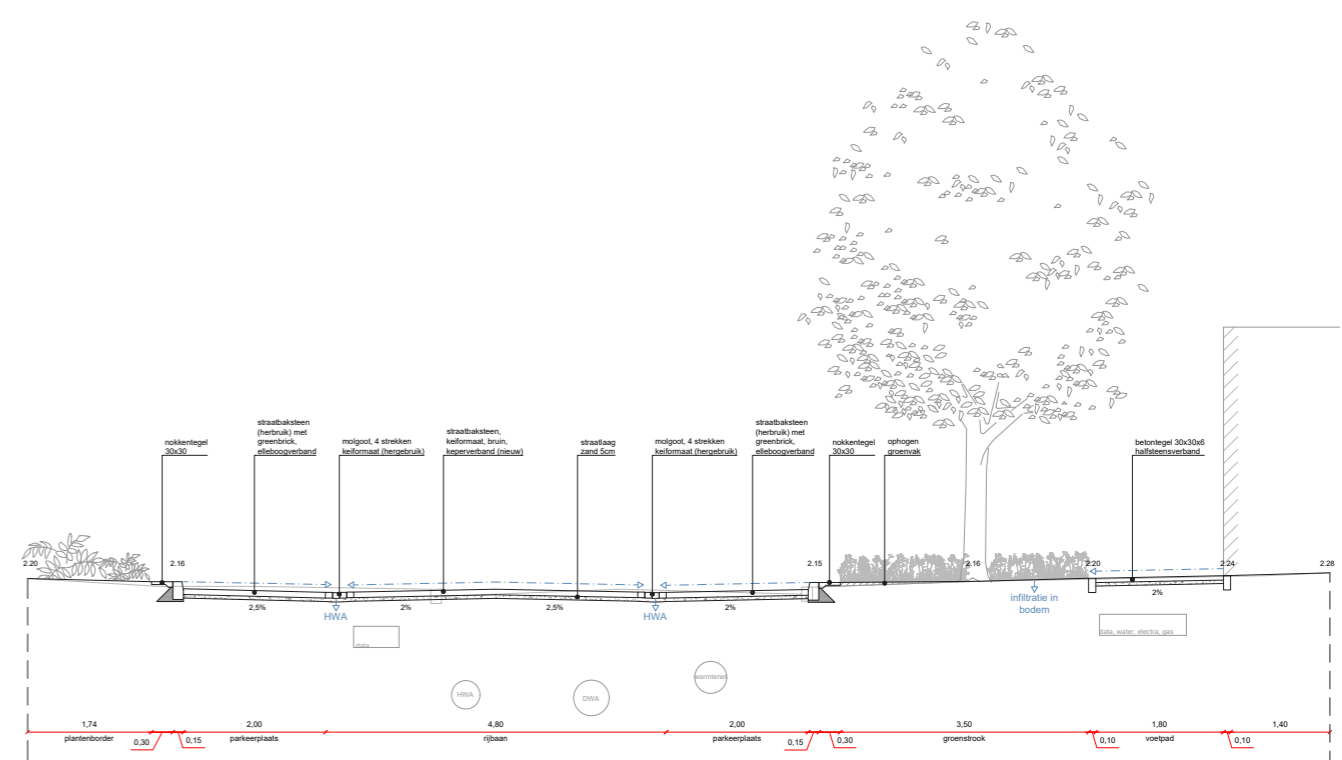 straatbaksteen
(herbruik) met
greenbrick,
elleboogverband
nokkentegel
30x30
molgoot, 4 strekken
keiformaat (hergebruik)
straatbaksteen,
keiformaat, bruin,
keperverband (nieuw)
straatlaag
zand 5cm
molgoot, 4 strekken
keiformaat (hergebruik)
straatbaksteen
(herbruik) met
greenbrick,
elleboogverband
nokkentegel
30x30
ophogen
groenvak
betontegel 30x30x6
halfsteensverband
2.20
2.16
2.15
2.16
2.20
2.24
2.28
2,5%
2%
2,5%
2%
2%
HWA
HWA
infiltratie in
bodem
data
data, water, electra, gas
HWA
DWA
warmtenet
1,74
2,00
4,80
2,00
3,50
1,80
1,40
plantenborder
0,30
0,15
parkeerplaats
rijbaan
parkeerplaats
0,15
0,30
groenstrook
0,10
voetpad
0,10